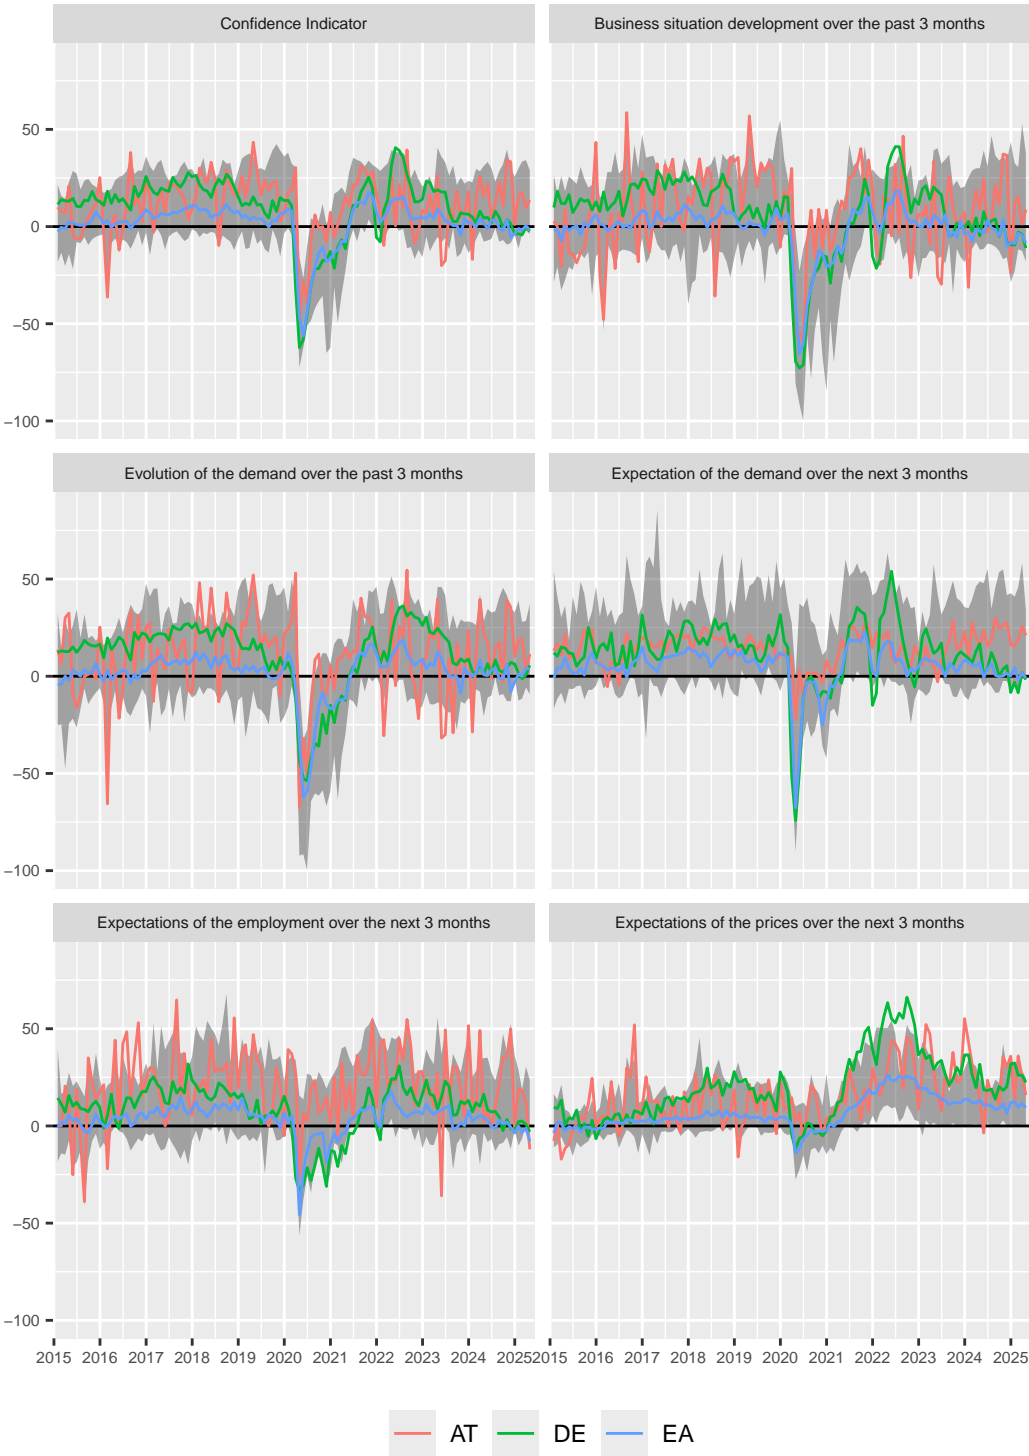 Confidence Indicator
Business situation development over the past 3 months
50
0
−50
−100
Evolution of the demand over the past 3 months
Expectation of the demand over the next 3 months
50
0
−50
−100
Expectations of the employment over the next 3 months
Expectations of the prices over the next 3 months
50
0
−50
−100
2015 2016 2017 2018 2019 2020 2021 2022 2023 2024 2025
2015 2016 2017 2018 2019 2020 2021 2022 2023 2024 2025
AT DE EA